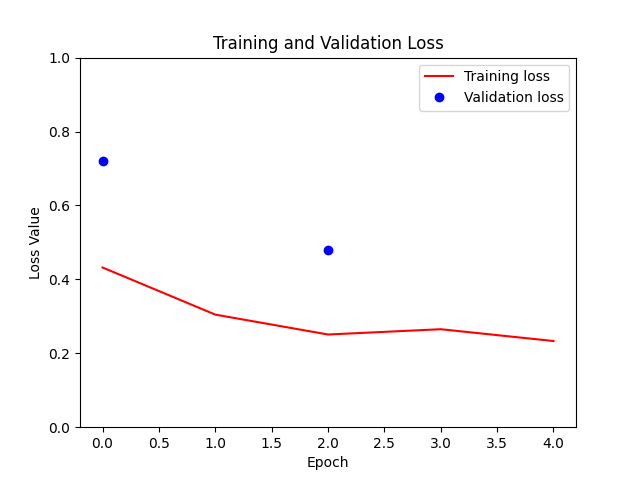 Training and Validation Loss
1.0
0.8
0.6
0.4
0.2
0.0
Loss Value
Training loss
Validation loss
0.0 0.5 1.0 1.5 2.0 2.5 3.0 3.5 4.0
Epoch